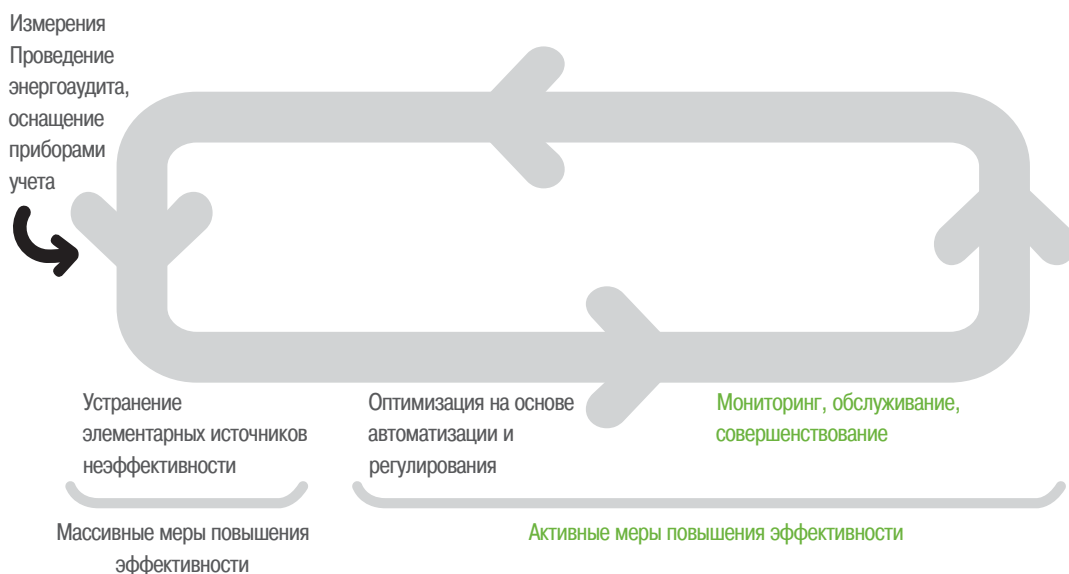 Измерения
Проведение
энергоаудита,
оснащение
приборами
учета
Устранение
элементарных источников
неэффективности
Оптимизация на основе
автоматизации и
регулирования
Мониторинг, обслуживание,
совершенствование
Массивные меры повышения
эффективности
Активные меры повышения эффективности